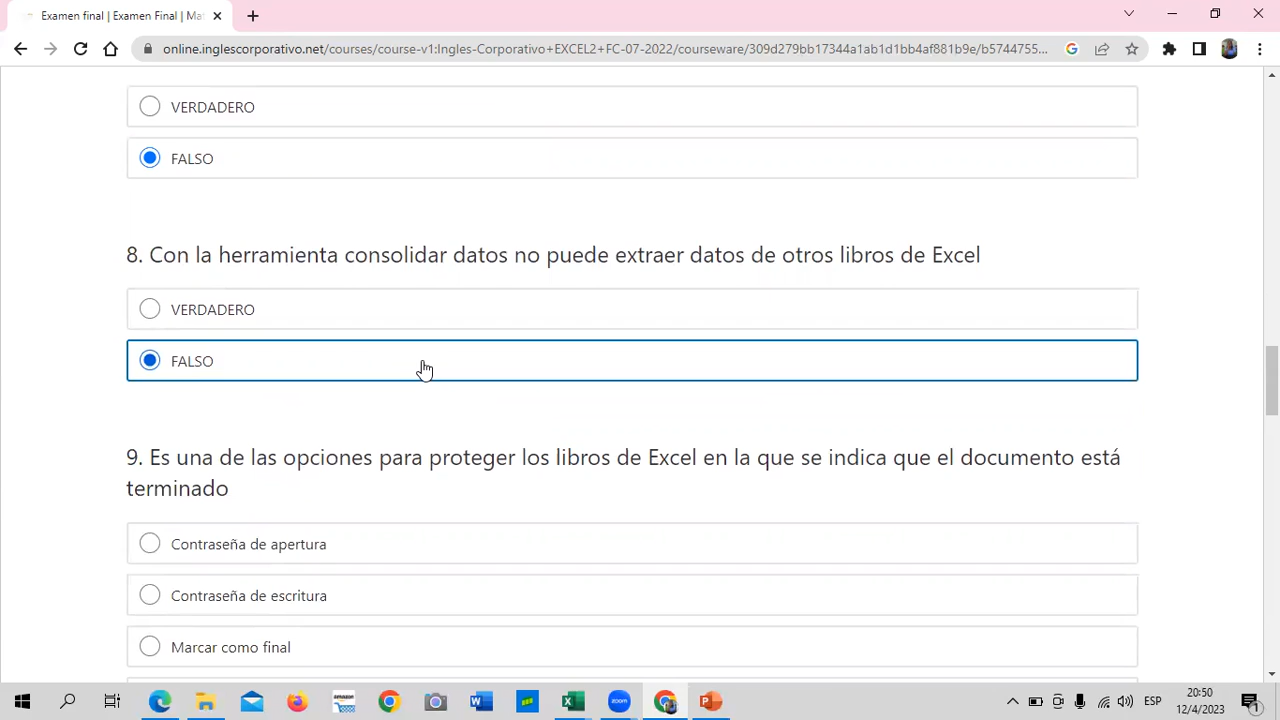 Examen final | Examen Final | Ma
online.inglescorporativo.net/courses/course-v1:Ingles-Corporativo+EXCEL2+FC-07-2022/courseware/309d279bb17344a1ab1d1bb4af881b9e/b5744755...
VERDADERO
FALSO
8. Con la herramienta consolidar datos no puede extraer datos de otros libros de Excel
VERDADERO
FALSO
9. Es una de las opciones para proteger los libros de Excel en la que se indica que el documento está
terminado
Contraseña de apertura
Contraseña de escritura
Marcar como final
amazon
zoom
ESP
20:50
12/4/2023